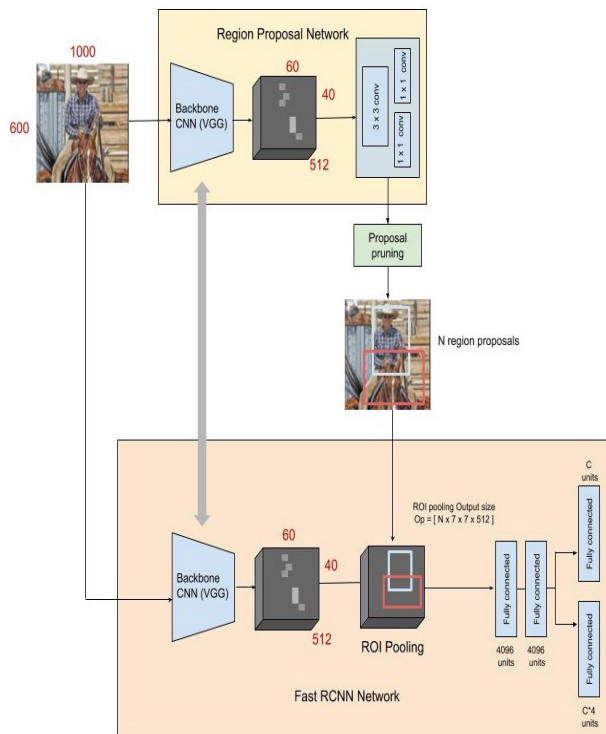 Region Proposal Network
1000
600
Backbone
CNN (VGG)
60
40
512
3 x 3 conv
1 x 1 conv
1 x 1 conv
Proposal
pruning
N region proposals
Backbone
CNN (VGG)
60
40
512
ROI pooling Output size
Op = [ N x 7 x 7 x 512 ]
ROI Pooling
Fully connected
4096
units
Fully connected
4096
units
C
units
Fully connected
Fully connected
C*4
units
Fast RCNN Network